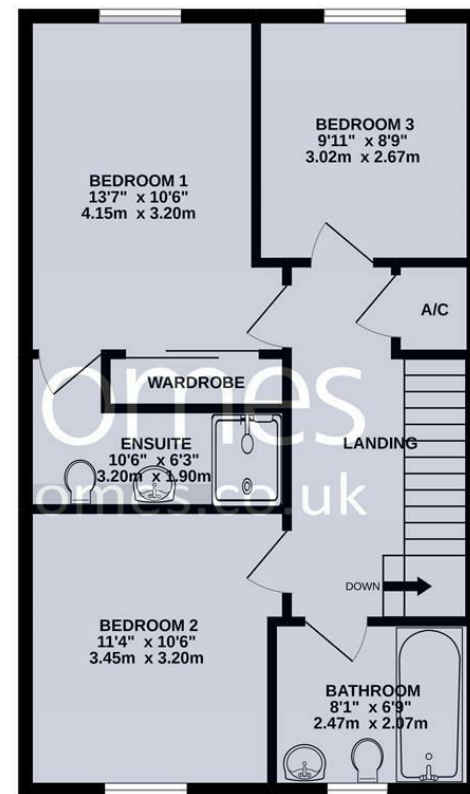 BEDROOM 3
9'11" x 8'9"
3.02m x 2.67m
BEDROOM 1
13'7" x 10'6"
4.15m x 3.20m
A/C
omes
WARDROBE
ENSUITE
10'6" x 6'3"
3.20m x 1.90m
LANDING
omes.co.uk
DOWN
BEDROOM 2
11'4" x 10'6"
3.45m x 3.20m
BATHROOM
8'1" x 6'9"
2.47m x 2.07m